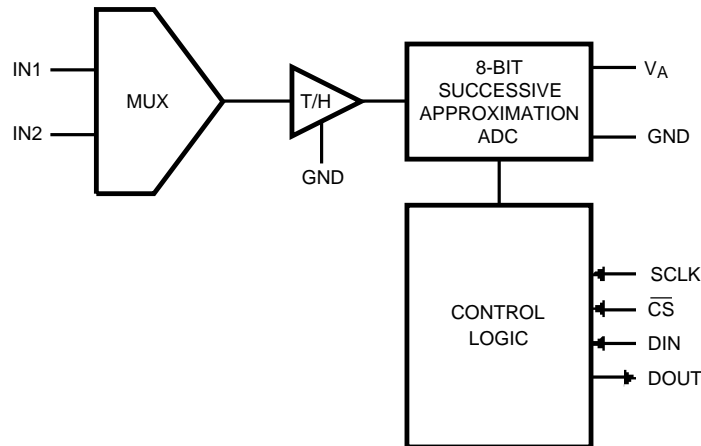 IN1
IN2
MUX
T/H
GND
8-BIT
SUCCESSIVE
APPROXIMATION
ADC
VA
GND
CONTROL
LOGIC
SCLK
CS
DIN
DOUT